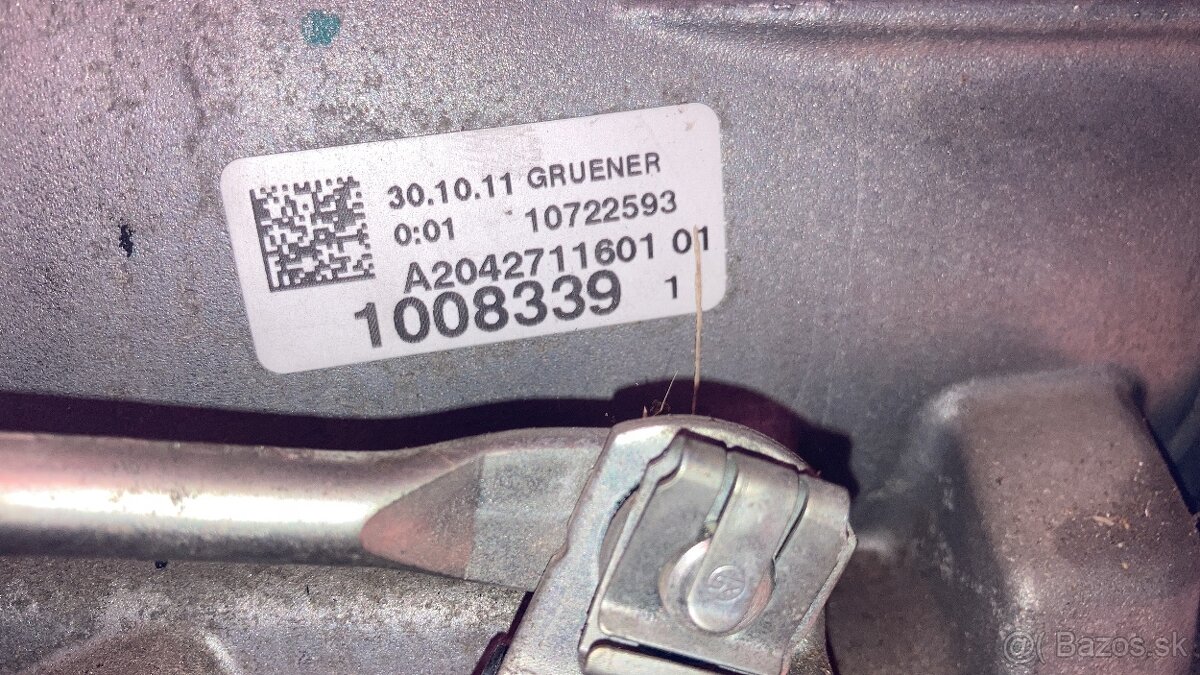 30.10.11 GRUENER
0:01 10722593
A2042711601 01
1008339 1
@( Bazos.sk